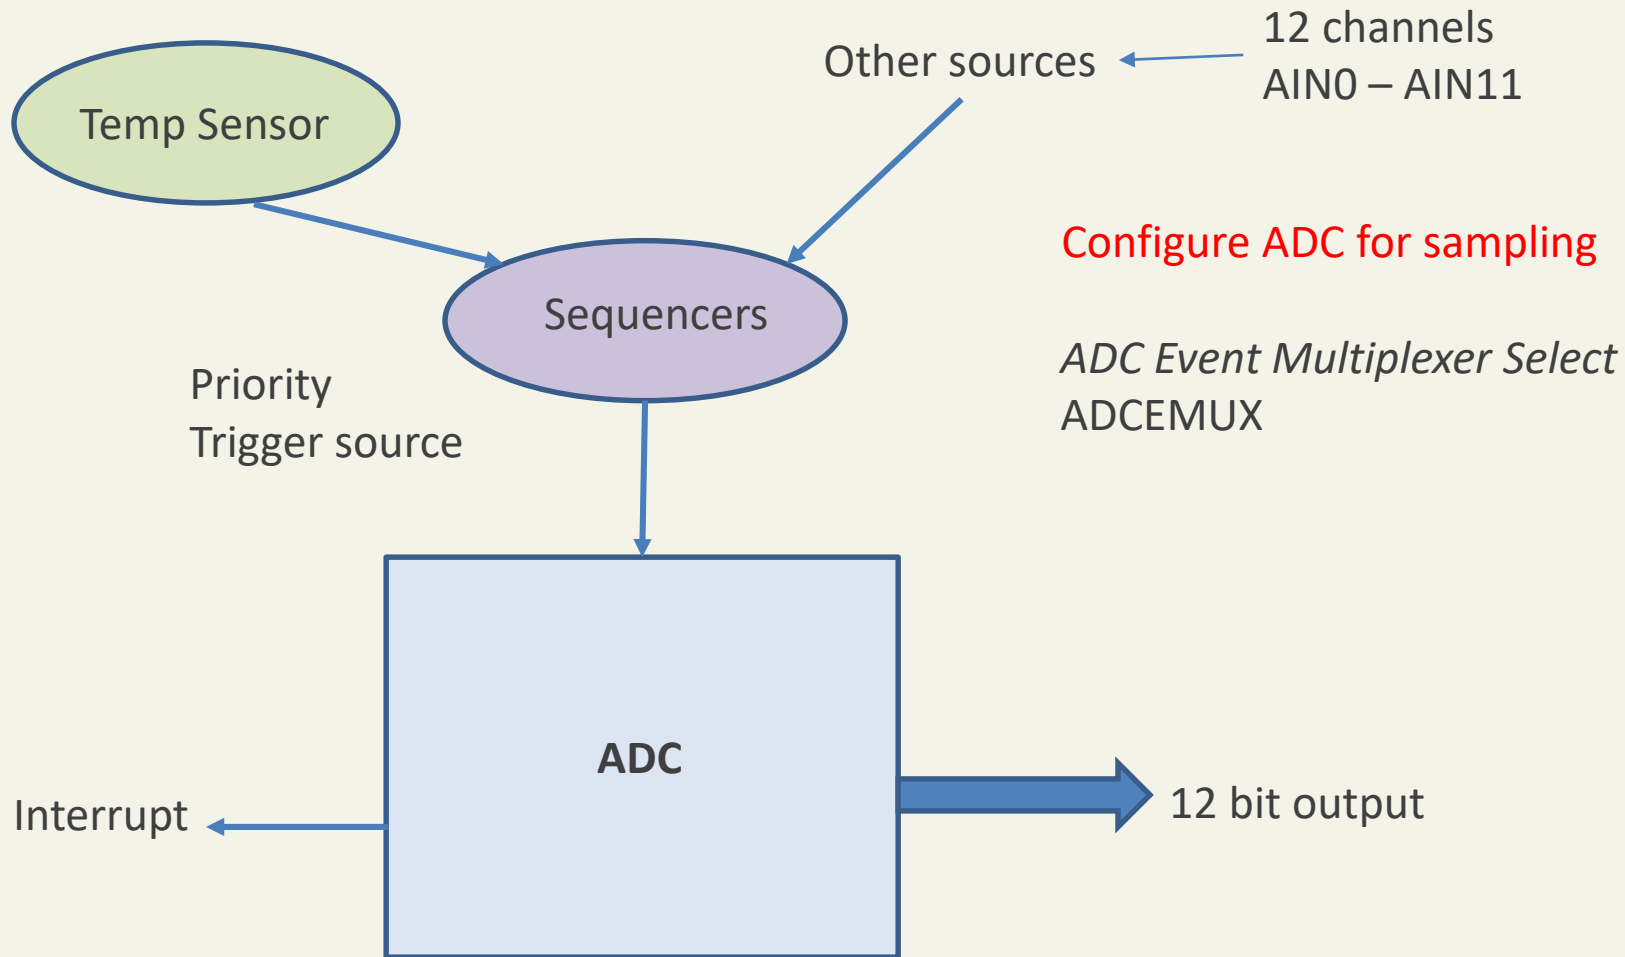 12 channels
AIN0 – AIN11
Other sources
Temp Sensor
Configure ADC for sampling
Sequencers
ADC Event Multiplexer Select
ADCEMUX
Priority
Trigger source
ADC
Interrupt
12 bit output